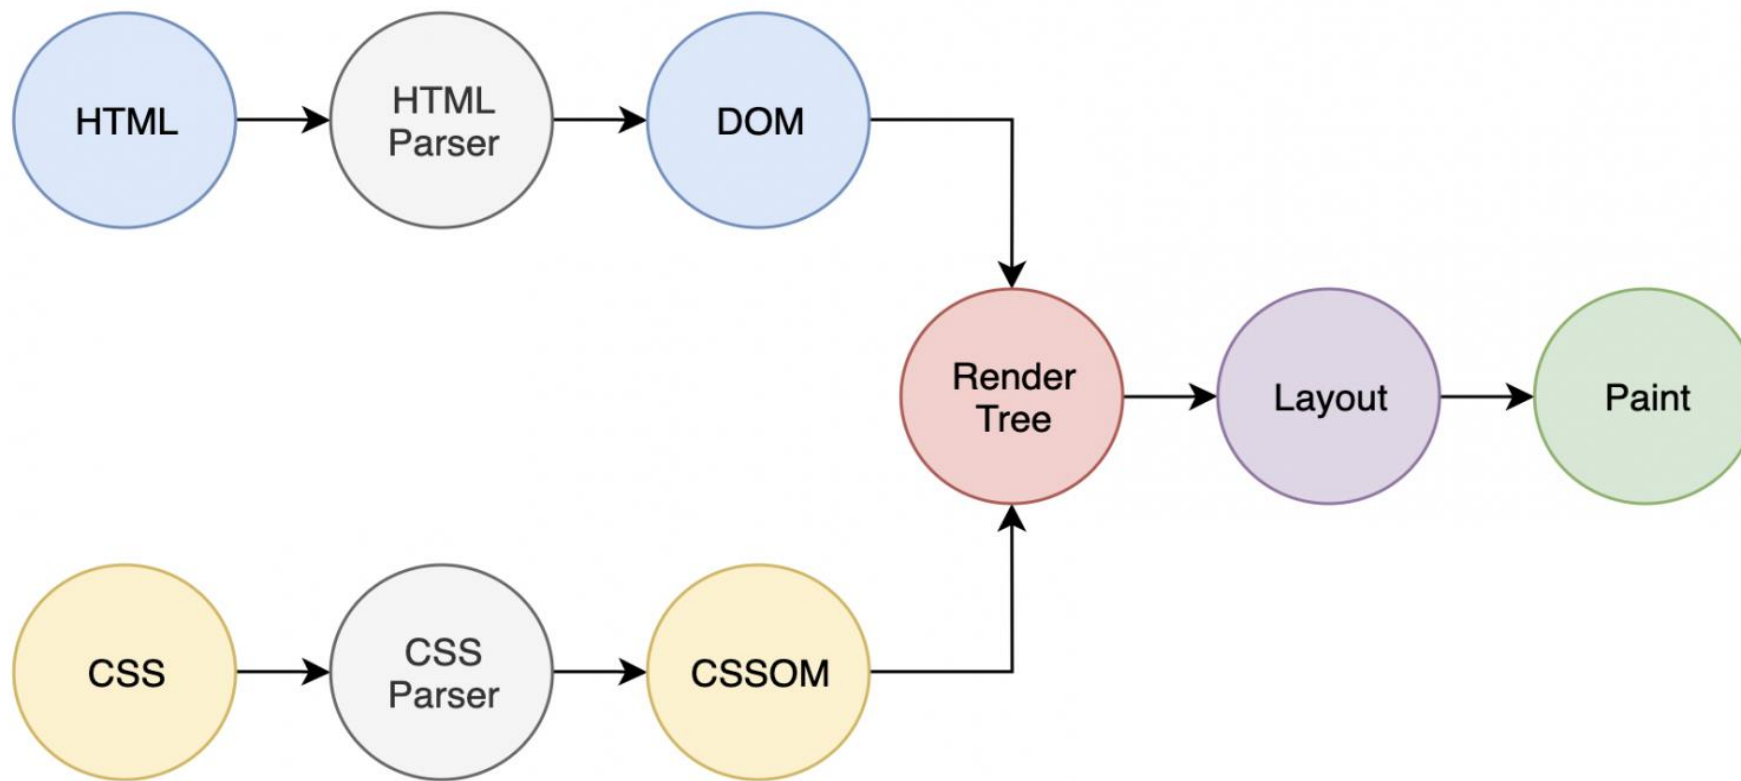 HTML
HTML
Parser
DOM
Render
Tree
Layout
Paint
CSS
CSS
Parser
CSSOM